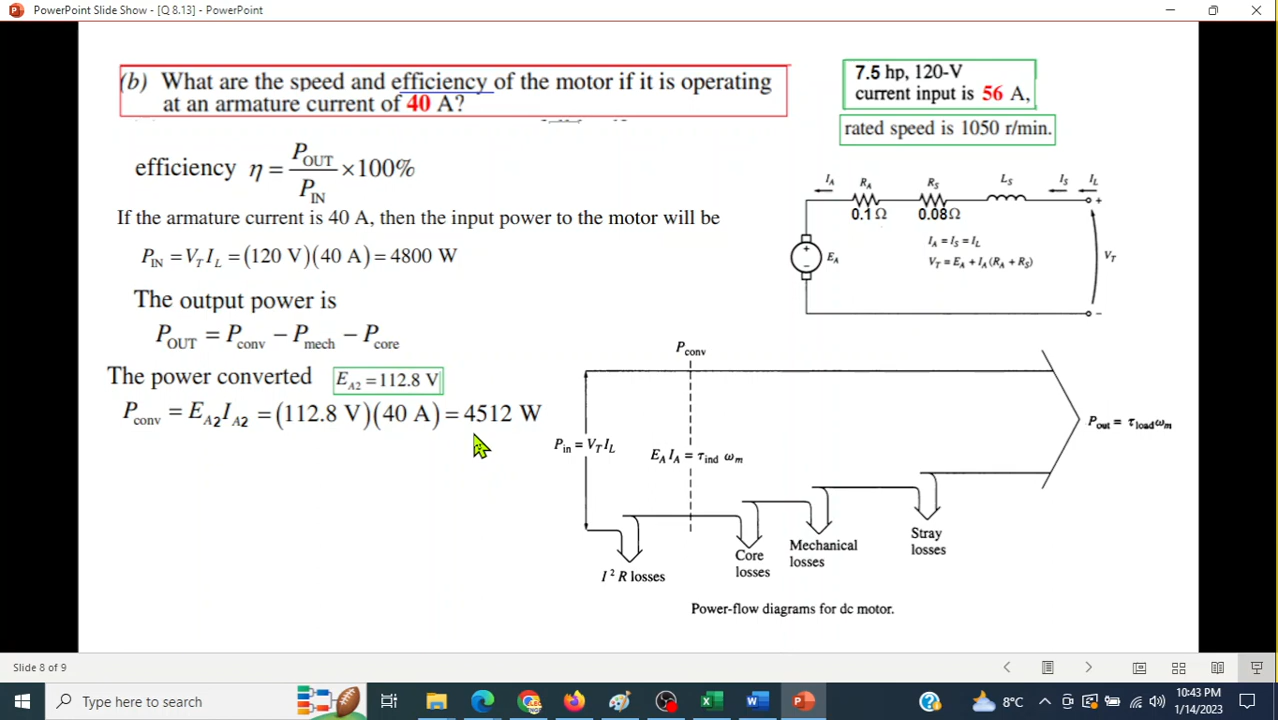 PowerPoint Slide Show - [Q 8.13] - PowerPoint
(b) What are the speed and efficiency of the motor if it is operating
at an armature current of 40 A?
7.5 hp, 120-V
current input is 56 A,
rated speed is 1050 r/min.
efficiency η = P_OUT / P_IN ×100%
If the armature current is 40 A, then the input power to the motor will be
P_IN = V_T I_L = (120 V)(40 A) = 4800 W
The output power is
P_OUT = P_conv − P_mech − P_core
The power converted E_A2 = 112.8 V
P_conv = E_A2 I_A2 = (112.8 V)(40 A) = 4512 W
I_A R_A R_S L_S I_S I_L
0.1Ω 0.08Ω
+
I_A = I_S = I_L
+ − E_A V_T = E_A + I_A (R_A + R_S) V_T
−
P_conv
P_out = τ_load ω_m
P_in = V_T I_L E_A I_A = τ_ind ω_m
I² R losses
Core
losses
Mechanical
losses
Stray
losses
Power-flow diagrams for dc motor.
Slide 8 of 9
Type here to search
8°C
10:43 PM
1/14/2023